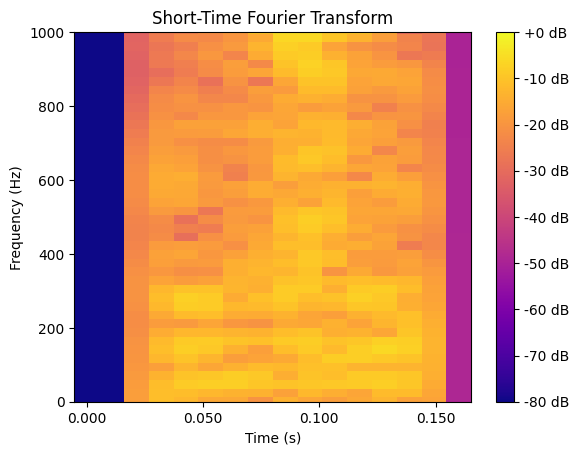 Short-Time Fourier Transform
Frequency (Hz)
1000
800
600
400
200
0
0.000
0.050
0.100
0.150
Time (s)
+0 dB
-10 dB
-20 dB
-30 dB
-40 dB
-50 dB
-60 dB
-70 dB
-80 dB